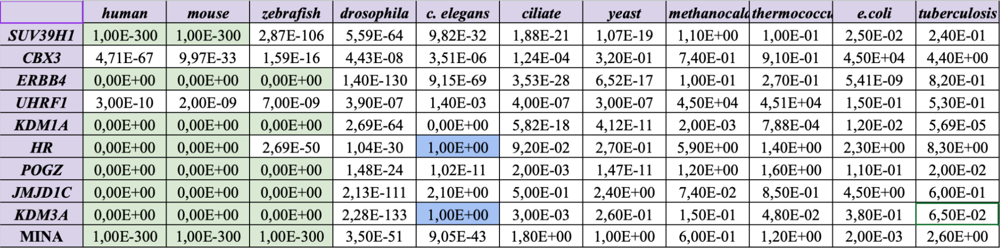 human mouse zebrafish drosophila c. elegans ciliate yeast methanocald thermococcu e.coli tuberculosis
SUV39H1 1,00E-300 1,00E-300 2,87E-106 5,59E-64 9,82E-32 1,88E-21 1,07E-19 1,10E+00 1,00E-01 2,50E-02 2,40E-01
CBX3 4,71E-67 9,97E-33 1,59E-16 4,43E-08 3,51E-06 1,24E-04 3,20E-01 7,40E-01 9,10E-01 4,50E+04 4,40E+00
ERBB4 0,00E+00 0,00E+00 0,00E+00 1,40E-130 9,15E-69 3,53E-28 6,52E-17 1,00E-01 2,70E-01 5,41E-09 8,20E-01
UHRF1 3,00E-10 2,00E-09 7,00E-09 3,90E-07 1,40E-03 4,00E-07 3,00E-07 4,50E+04 4,51E+04 1,50E-01 5,30E-01
KDM1A 0,00E+00 0,00E+00 0,00E+00 2,69E-64 0,00E+00 5,82E-18 4,12E-11 2,00E-03 7,88E-04 1,20E-02 5,69E-05
HR 0,00E+00 0,00E+00 2,69E-50 1,04E-30 1,00E+00 9,20E-02 2,70E-01 5,90E+00 1,40E+00 2,30E+00 8,30E+00
POGZ 0,00E+00 0,00E+00 0,00E+00 1,48E-24 1,02E-11 2,00E-03 1,47E-11 1,20E+00 1,60E+00 1,10E-01 2,00E-02
JMJD1C 0,00E+00 0,00E+00 0,00E+00 2,13E-111 2,10E+00 5,00E-01 2,40E+00 7,40E-02 8,50E-01 4,50E+00 6,00E-01
KDM3A 0,00E+00 0,00E+00 0,00E+00 2,28E-133 1,00E+00 3,00E-03 2,60E-01 1,50E-01 4,80E-02 3,80E-01 6,50E-02
MINA 1,00E-300 1,00E-300 1,00E-300 3,50E-51 9,05E-43 1,80E+00 1,00E+00 6,00E-01 1,20E+00 2,00E-03 2,60E+00